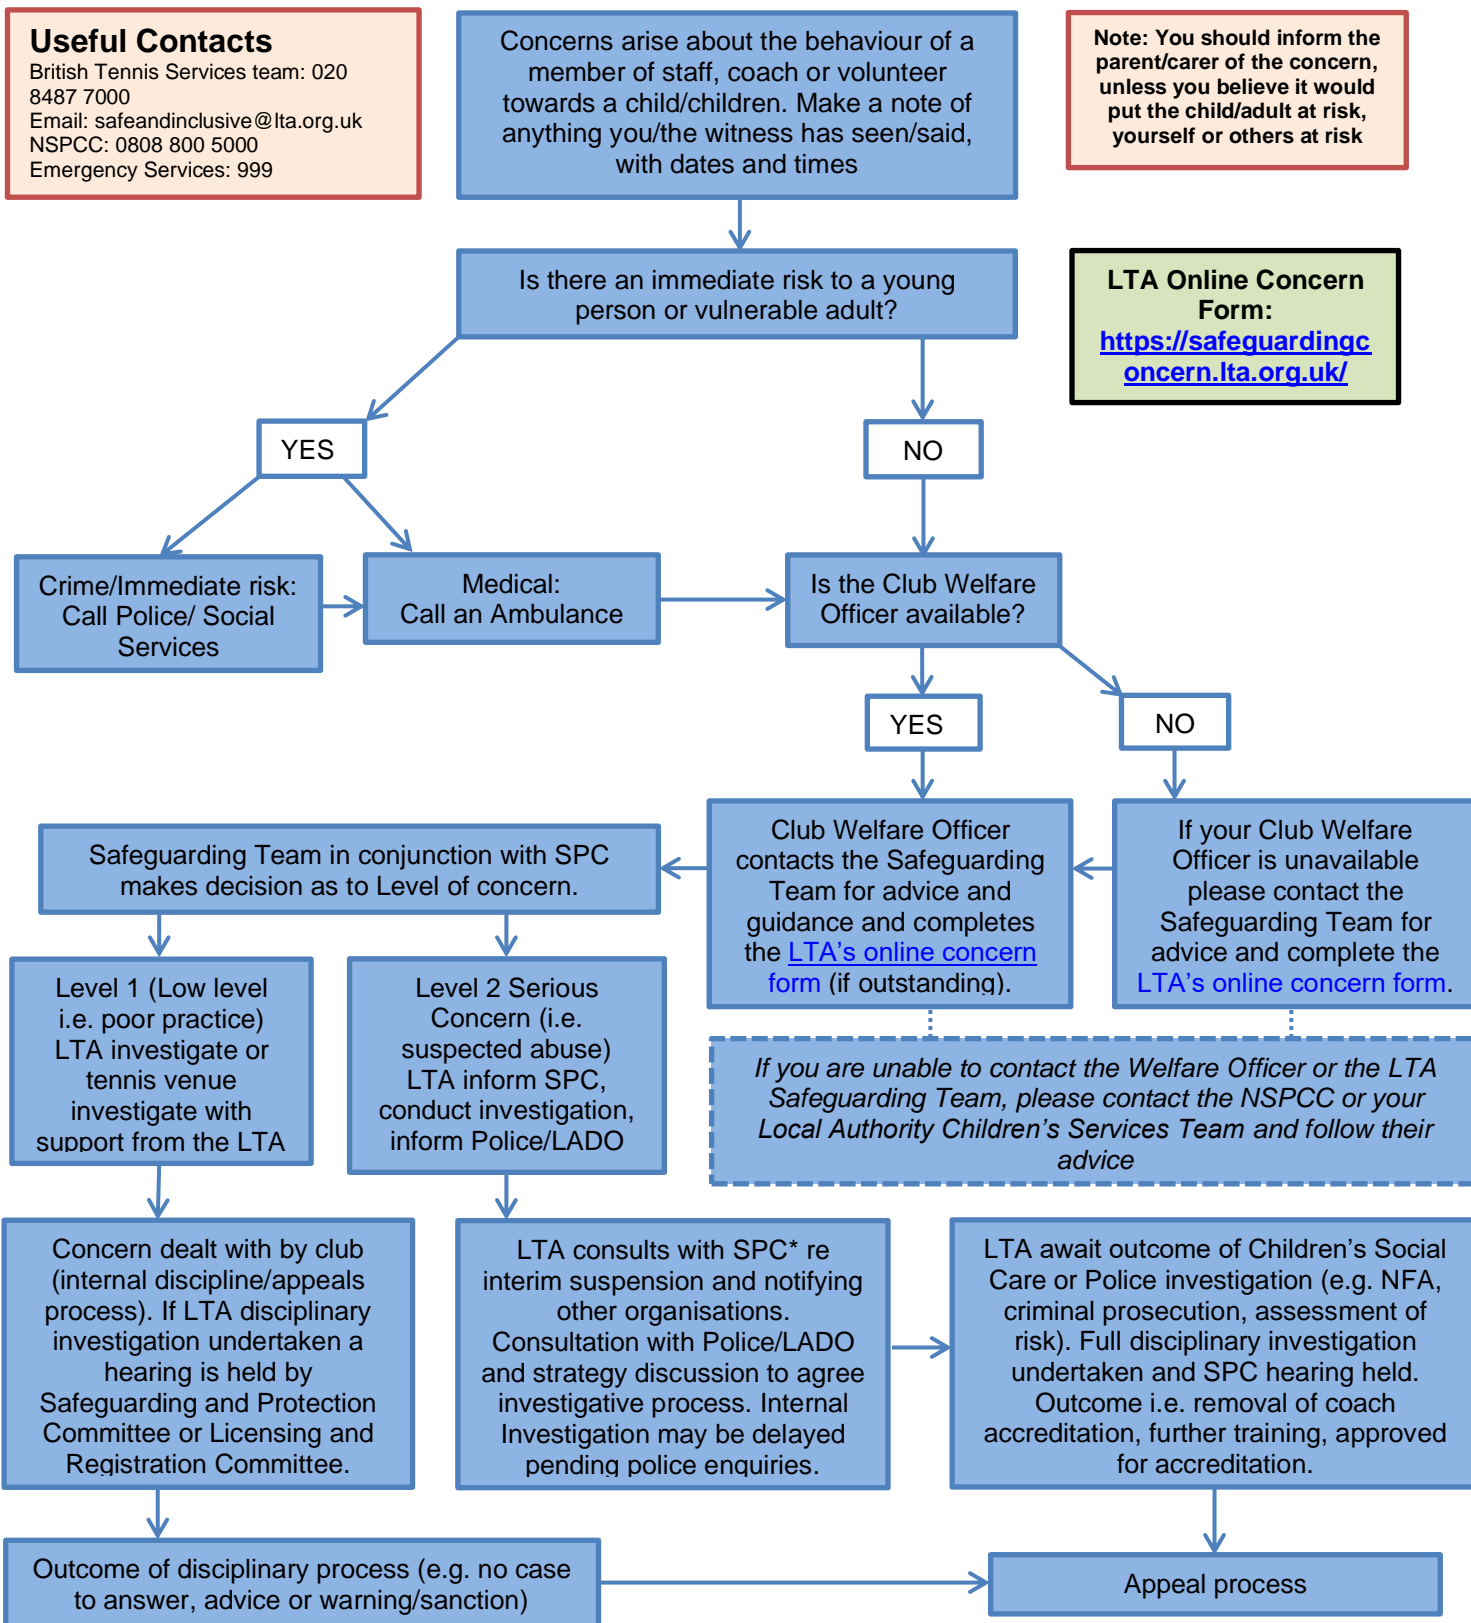 Useful Contacts
British Tennis Services team: 020
8487 7000
Email: safeandinclusive@lta.org.uk
NSPCC: 0808 800 5000
Emergency Services: 999
Concerns arise about the behaviour of a
member of staff, coach or volunteer
towards a child/children. Make a note of
anything you/the witness has seen/said,
with dates and times
Note: You should inform the
parent/carer of the concern,
unless you believe it would
put the child/adult at risk,
yourself or others at risk
Is there an immediate risk to a young
person or vulnerable adult?
LTA Online Concern
Form:
https://safeguardingc
oncern.lta.org.uk/
YES
NO
Crime/Immediate risk:
Call Police/ Social
Services
Medical:
Call an Ambulance
Is the Club Welfare
Officer available?
YES
NO
Club Welfare Officer
contacts the Safeguarding
Team for advice and
guidance and completes
the LTA's online concern
form (if outstanding).
If your Club Welfare
Officer is unavailable
please contact the
Safeguarding Team for
advice and complete the
LTA's online concern form.
Safeguarding Team in conjunction with SPC
makes decision as to Level of concern.
Level 1 (Low level
i.e. poor practice)
LTA investigate or
tennis venue
investigate with
support from the LTA
Level 2 Serious
Concern (i.e.
suspected abuse)
LTA inform SPC,
conduct investigation,
inform Police/LADO
If you are unable to contact the Welfare Officer or the LTA
Safeguarding Team, please contact the NSPCC or your
Local Authority Children's Services Team and follow their
advice
Concern dealt with by club
(internal discipline/appeals
process). If LTA disciplinary
investigation undertaken a
hearing is held by
Safeguarding and Protection
Committee or Licensing and
Registration Committee.
LTA consults with SPC* re
interim suspension and notifying
other organisations.
Consultation with Police/LADO
and strategy discussion to agree
investigative process. Internal
Investigation may be delayed
pending police enquiries.
LTA await outcome of Children's Social
Care or Police investigation (e.g. NFA,
criminal prosecution, assessment of
risk). Full disciplinary investigation
undertaken and SPC hearing held.
Outcome i.e. removal of coach
accreditation, further training, approved
for accreditation.
Outcome of disciplinary process (e.g. no case
to answer, advice or warning/sanction)
Appeal process